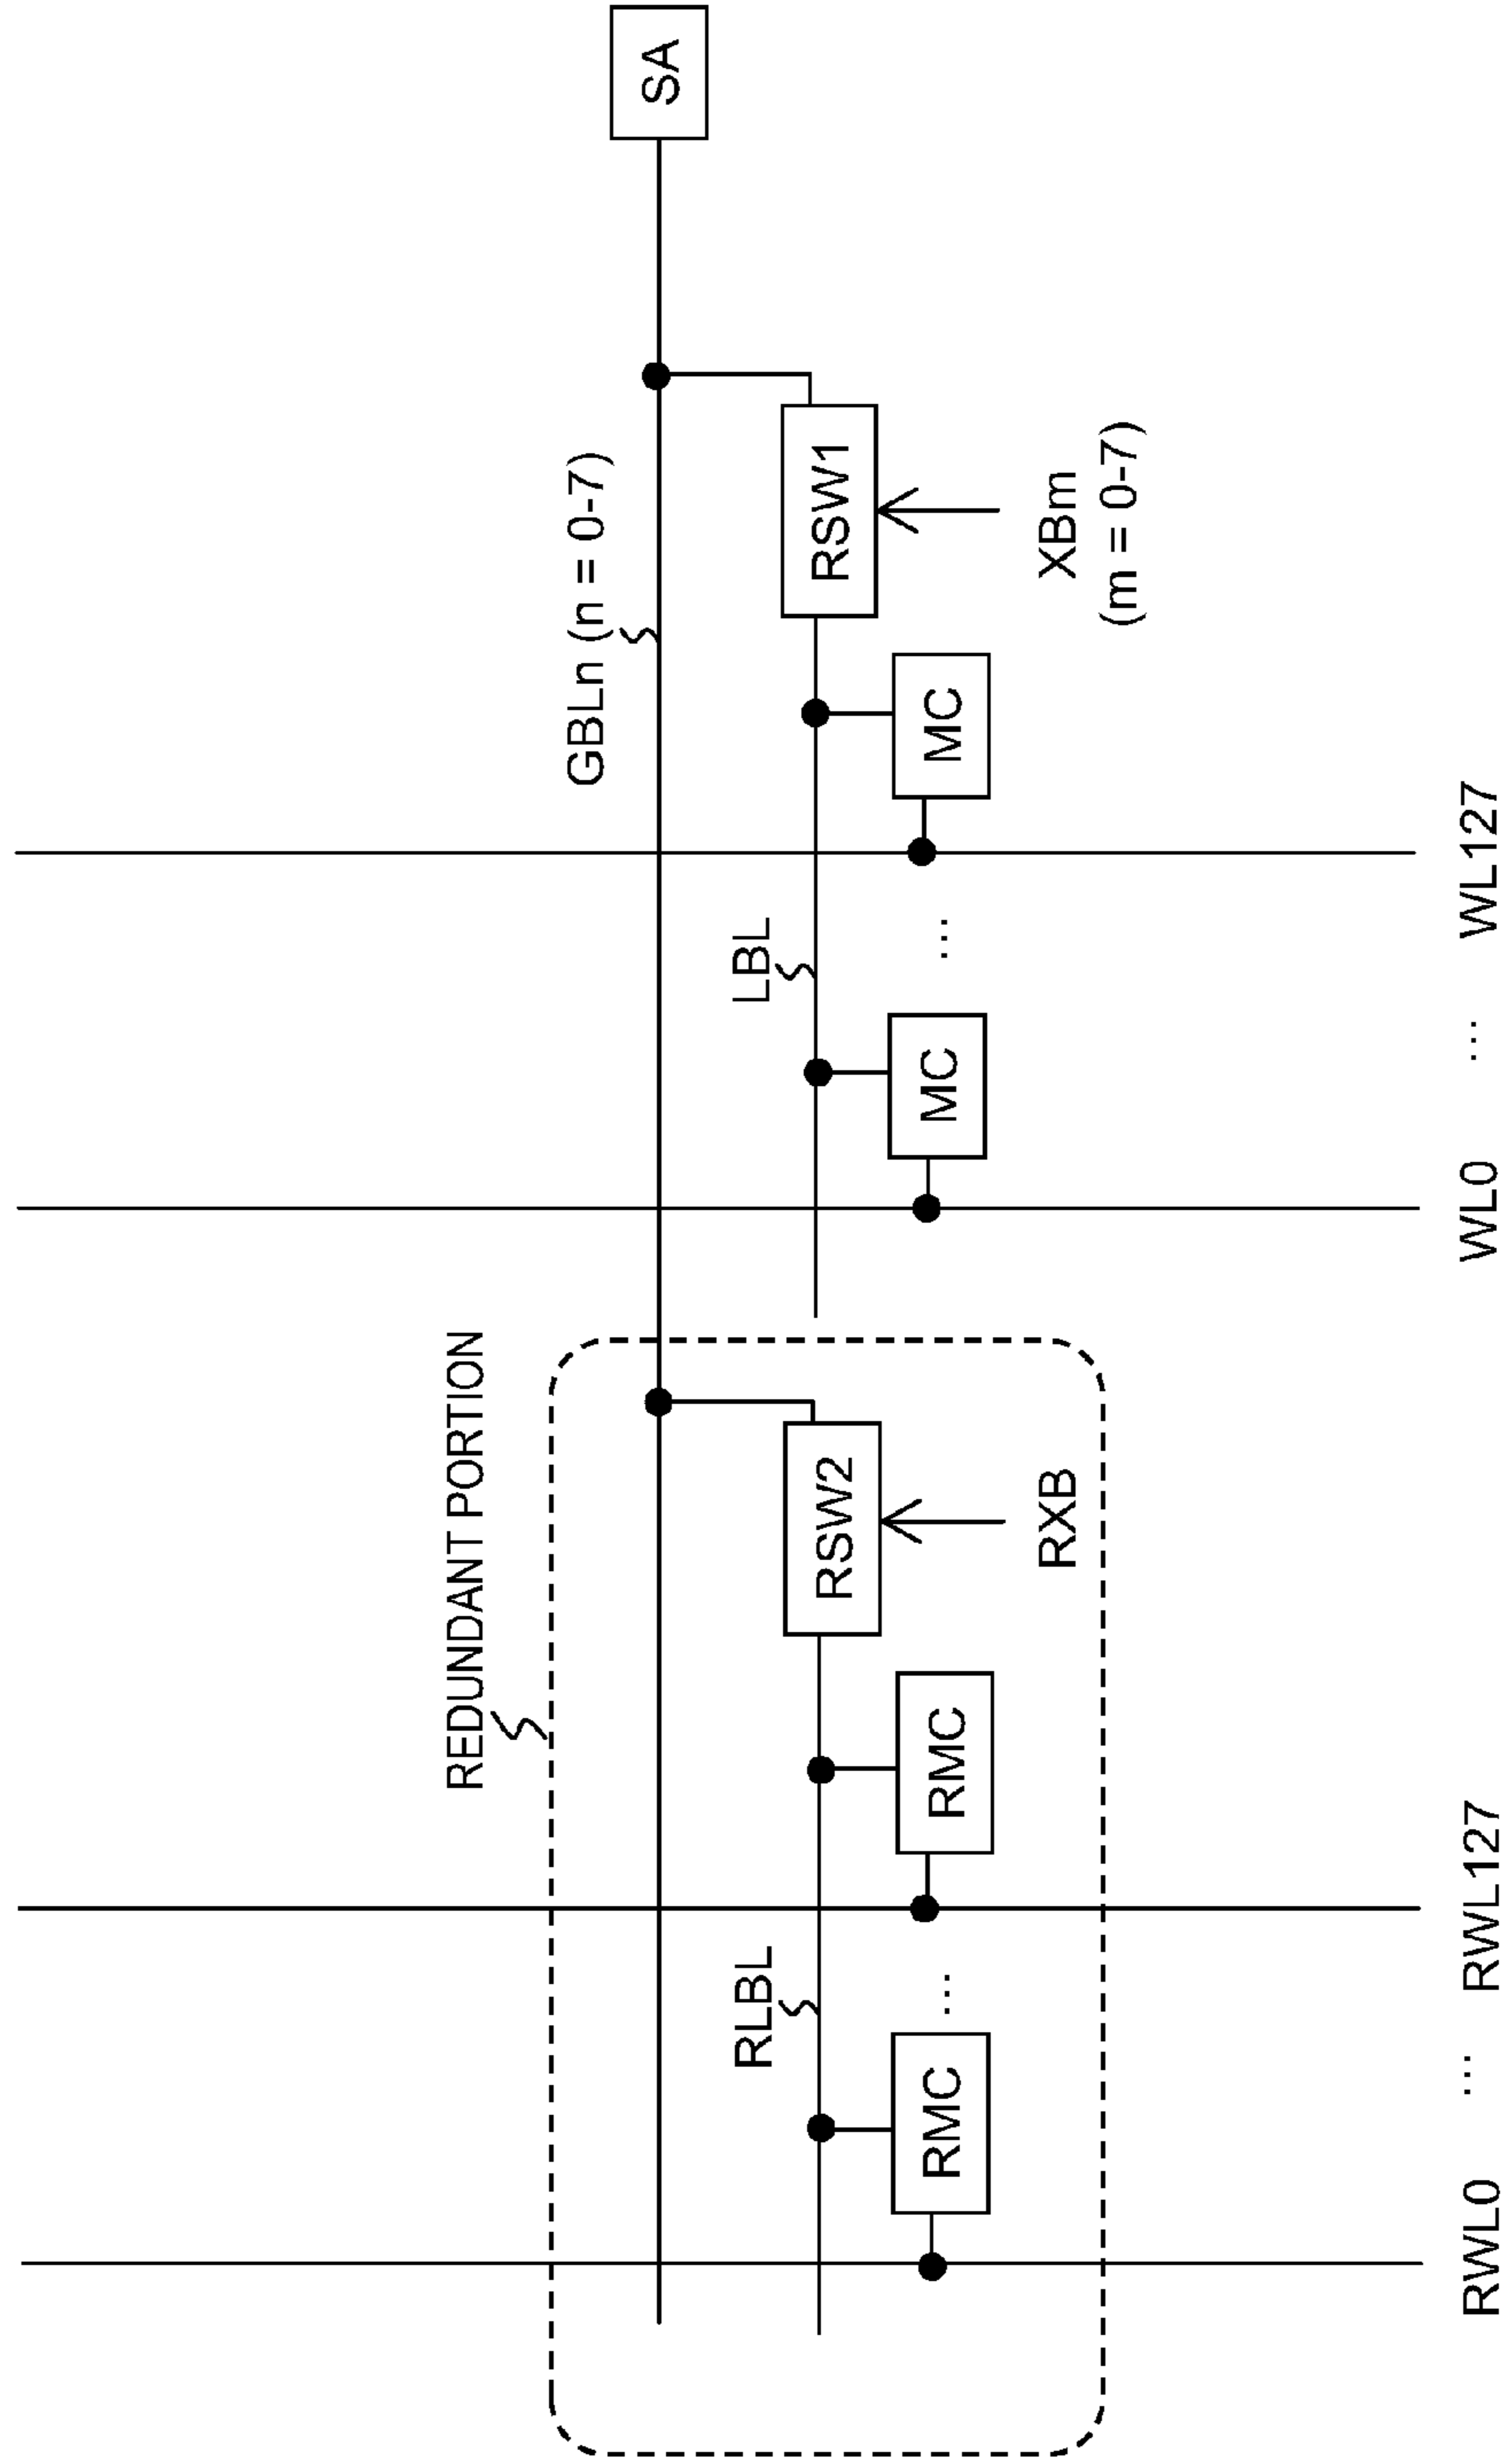 REDUNDANT PORTION
GBLn (n = 0-7)
SA
RLBL
LBL
RSW2
RSW1
RMC
...
RMC
MC
...
MC
RXB
XBm
(m = 0-7)
RWL0 ... RWL127 WL0 ... WL127